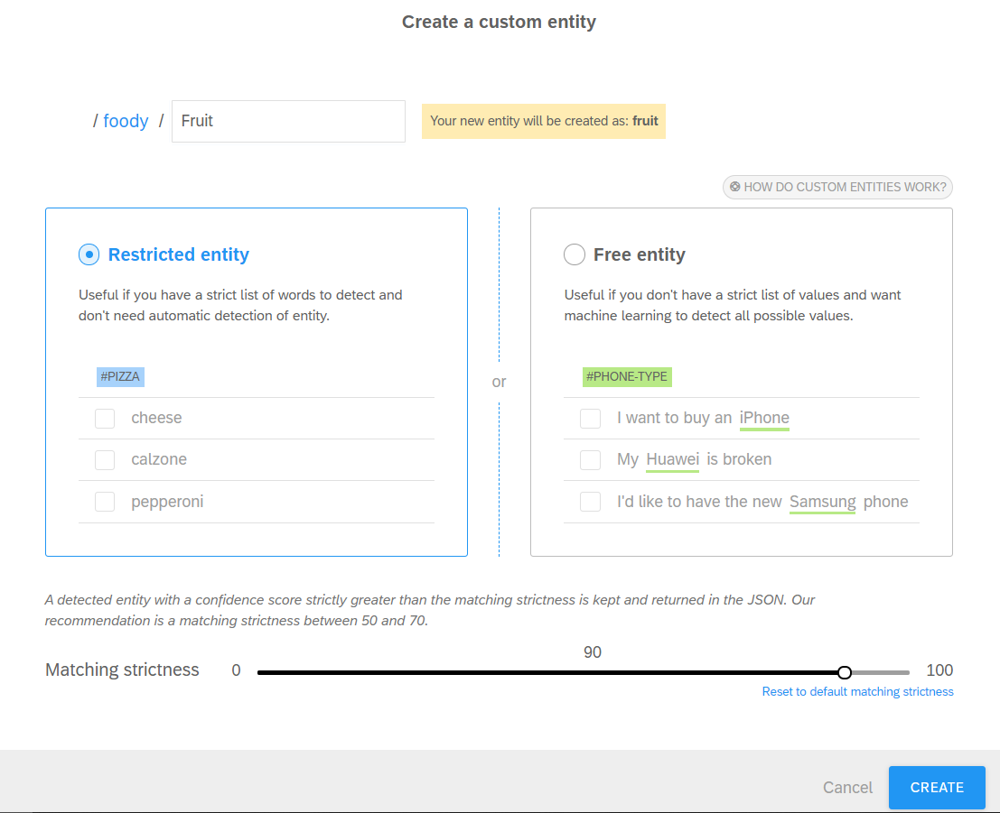 Create a custom entity
/ foody / Fruit
Your new entity will be created as: fruit
HOW DO CUSTOM ENTITIES WORK?
Restricted entity
Useful if you have a strict list of words to detect and
don't need automatic detection of entity.
#PIZZA
cheese
calzone
pepperoni
or
Free entity
Useful if you don't have a strict list of values and want
machine learning to detect all possible values.
#PHONE-TYPE
I want to buy an iPhone
My Huawei is broken
I'd like to have the new Samsung phone
A detected entity with a confidence score strictly greater than the matching strictness is kept and returned in the JSON. Our
recommendation is a matching strictness between 50 and 70.
90
Matching strictness 0 100
Reset to default matching strictness
Cancel CREATE